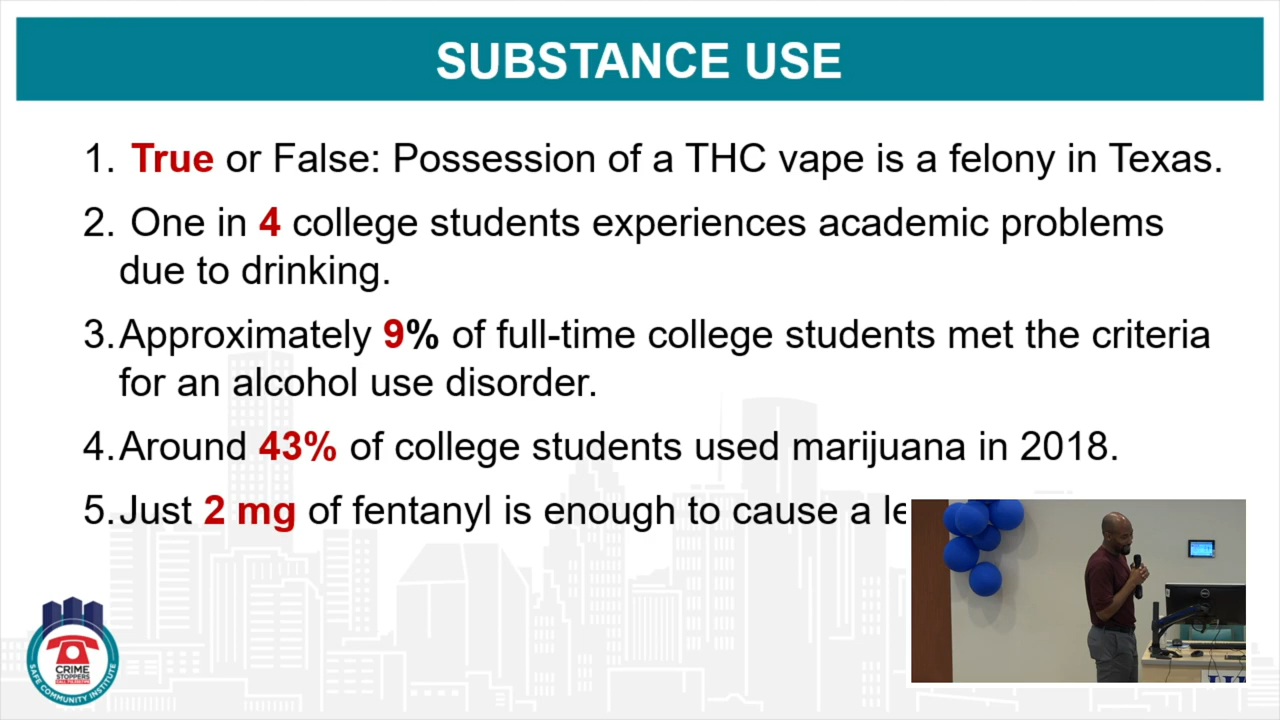 SUBSTANCE USE
1. True or False: Possession of a THC vape is a felony in Texas.
2. One in 4 college students experiences academic problems
due to drinking.
3. Approximately 9% of full-time college students met the criteria
for an alcohol use disorder.
4. Around 43% of college students used marijuana in 2018.
5. Just 2 mg of fentanyl is enough to cause a le
CRIME
STOPPERS
SAFE COMMUNITY INSTITUTE
DELL